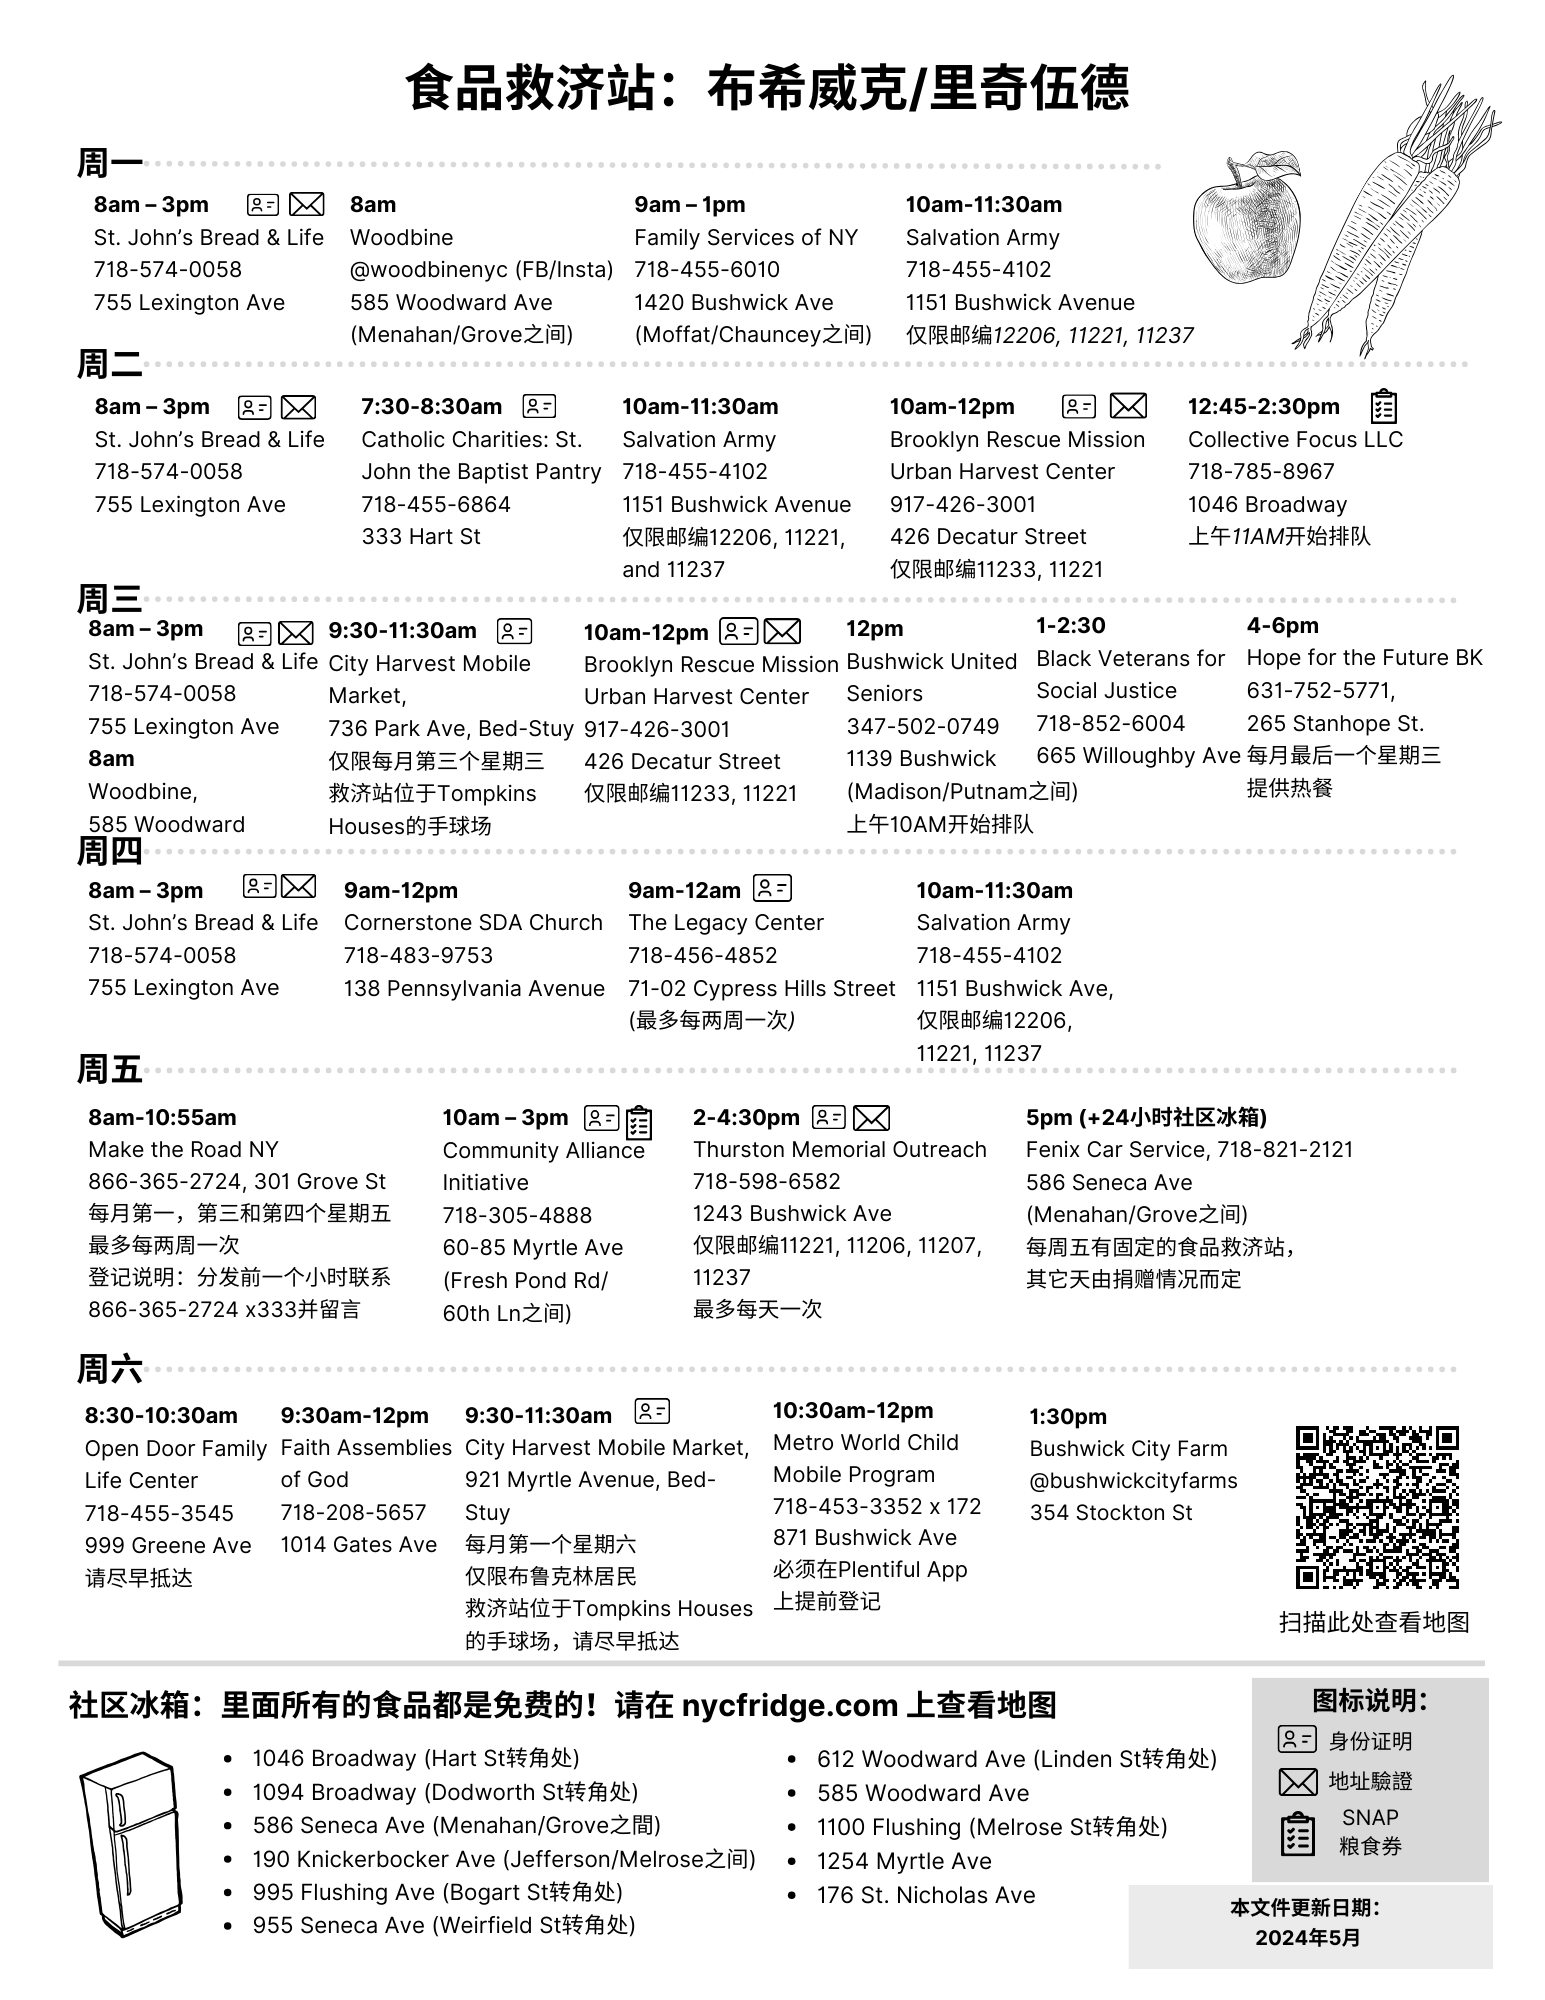 食品救济站：布希威克/里奇伍德
周一
8am – 3pm
St. John’s Bread & Life
718-574-0058
755 Lexington Ave
8am
Woodbine
@woodbinenyc (FB/Insta)
585 Woodward Ave
(Menahan/Grove之间)
9am – 1pm
Family Services of NY
718-455-6010
1420 Bushwick Ave
(Moffat/Chauncey之间)
10am-11:30am
Salvation Army
718-455-4102
1151 Bushwick Avenue
仅限邮编12206, 11221, 11237
周二
8am – 3pm
St. John’s Bread & Life
718-574-0058
755 Lexington Ave
7:30-8:30am
Catholic Charities: St.
John the Baptist Pantry
718-455-6864
333 Hart St
10am-11:30am
Salvation Army
718-455-4102
1151 Bushwick Avenue
仅限邮编12206, 11221,
and 11237
10am-12pm
Brooklyn Rescue Mission
Urban Harvest Center
917-426-3001
426 Decatur Street
仅限邮编11233, 11221
12:45-2:30pm
Collective Focus LLC
718-785-8967
1046 Broadway
上午11AM开始排队
周三
8am – 3pm
St. John’s Bread & Life
718-574-0058
755 Lexington Ave
8am
Woodbine,
585 Woodward
9:30-11:30am
City Harvest Mobile
Market,
736 Park Ave, Bed-Stuy
仅限每月第三个星期三
救济站位于Tompkins
Houses的手球场
10am-12pm
Brooklyn Rescue Mission
Urban Harvest Center
917-426-3001
426 Decatur Street
仅限邮编11233, 11221
12pm
Bushwick United
Seniors
347-502-0749
1139 Bushwick
(Madison/Putnam之间)
上午10AM开始排队
1-2:30
Black Veterans for
Social Justice
718-852-6004
665 Willoughby Ave
4-6pm
Hope for the Future BK
631-752-5771,
265 Stanhope St.
每月最后一个星期三
提供热餐
周四
8am – 3pm
St. John’s Bread & Life
718-574-0058
755 Lexington Ave
9am-12pm
Cornerstone SDA Church
718-483-9753
138 Pennsylvania Avenue
9am-12am
The Legacy Center
718-456-4852
71-02 Cypress Hills Street
(最多每两周一次)
10am-11:30am
Salvation Army
718-455-4102
1151 Bushwick Ave,
仅限邮编12206,
11221, 11237
周五
8am-10:55am
Make the Road NY
866-365-2724, 301 Grove St
每月第一，第三和第四个星期五
最多每两周一次
登记说明：分发前一个小时联系
866-365-2724 x333并留言
10am – 3pm
Community Alliance
Initiative
718-305-4888
60-85 Myrtle Ave
(Fresh Pond Rd/
60th Ln之间)
2-4:30pm
Thurston Memorial Outreach
718-598-6582
1243 Bushwick Ave
仅限邮编11221, 11206, 11207,
11237
最多每天一次
5pm (+24小时社区冰箱)
Fenix Car Service, 718-821-2121
586 Seneca Ave
(Menahan/Grove之间)
每周五有固定的食品救济站，
其它天由捐赠情况而定
周六
8:30-10:30am
Open Door Family
Life Center
718-455-3545
999 Greene Ave
请尽早抵达
9:30am-12pm
Faith Assemblies
of God
718-208-5657
1014 Gates Ave
9:30-11:30am
City Harvest Mobile Market,
921 Myrtle Avenue, Bed-
Stuy
每月第一个星期六
仅限布鲁克林居民
救济站位于Tompkins Houses
的手球场，请尽早抵达
10:30am-12pm
Metro World Child
Mobile Program
718-453-3352 x 172
871 Bushwick Ave
必须在Plentiful App
上提前登记
1:30pm
Bushwick City Farm
@bushwickcityfarms
354 Stockton St
扫描此处查看地图
社区冰箱：里面所有的食品都是免费的！请在 nycfridge.com 上查看地图
• 1046 Broadway (Hart St转角处)
• 1094 Broadway (Dodworth St转角处)
• 586 Seneca Ave (Menahan/Grove之間)
• 190 Knickerbocker Ave (Jefferson/Melrose之间)
• 995 Flushing Ave (Bogart St转角处)
• 955 Seneca Ave (Weirfield St转角处)
• 612 Woodward Ave (Linden St转角处)
• 585 Woodward Ave
• 1100 Flushing (Melrose St转角处)
• 1254 Myrtle Ave
• 176 St. Nicholas Ave
图标说明：
身份证明
地址驗證
SNAP
粮食券
本文件更新日期：
2024年5月